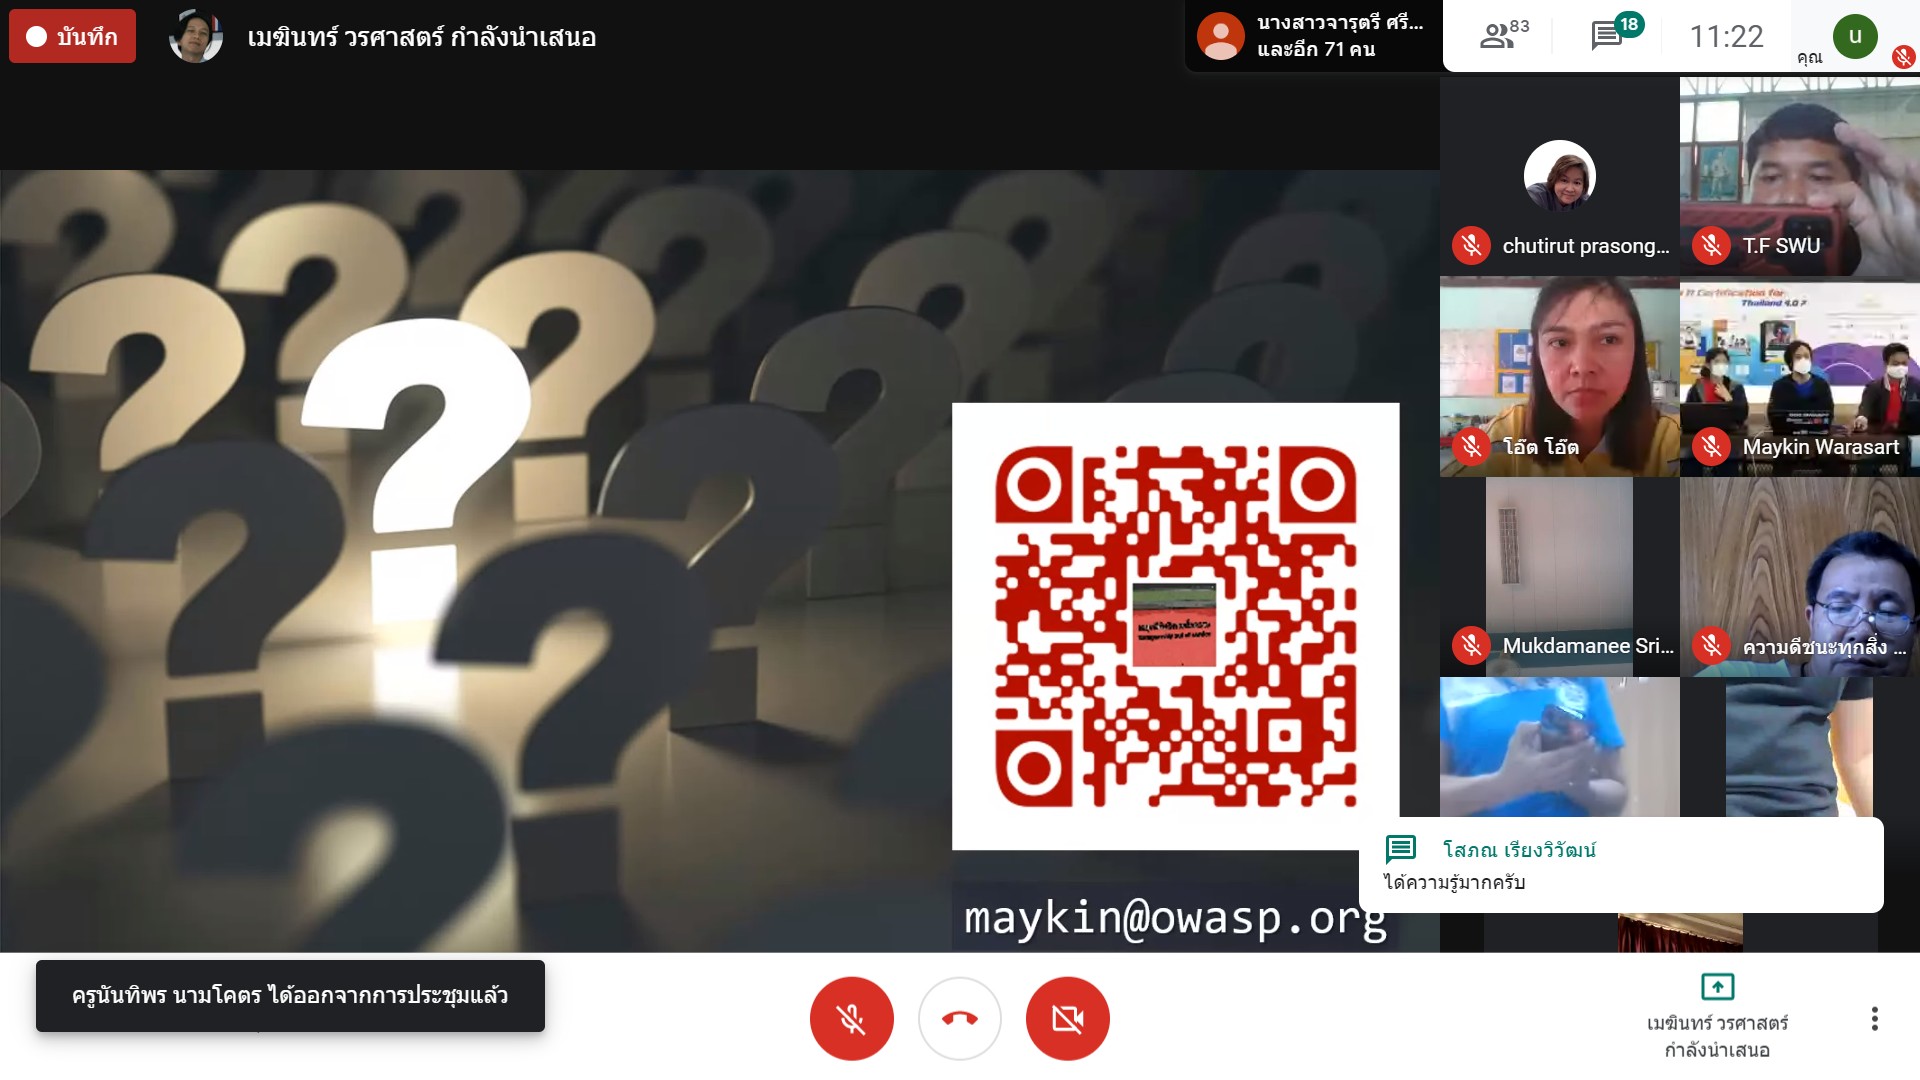 บันทึก
เมฆินทร์ วรศาสตร์ กำลังนำเสนอ
นางสาวจารุตรี ศรี...
และอีก 71 คน
83
18
11:22
คุณ
u
chutirut prasong...
T.F SWU
IT Certification for
Thailand 4.0 ?
โอ๊ต โอ๊ต
Maykin Warasart
Mukdamanee Sri...
ความดีชนะทุกสิ่ง ...
โสภณ เรียงวิวัฒน์
ได้ความรู้มากครับ
maykin@owasp.org
ครูนันทิพร นามโคตร ได้ออกจากการประชุมแล้ว
เมฆินทร์ วรศาสตร์
กำลังนำเสนอ